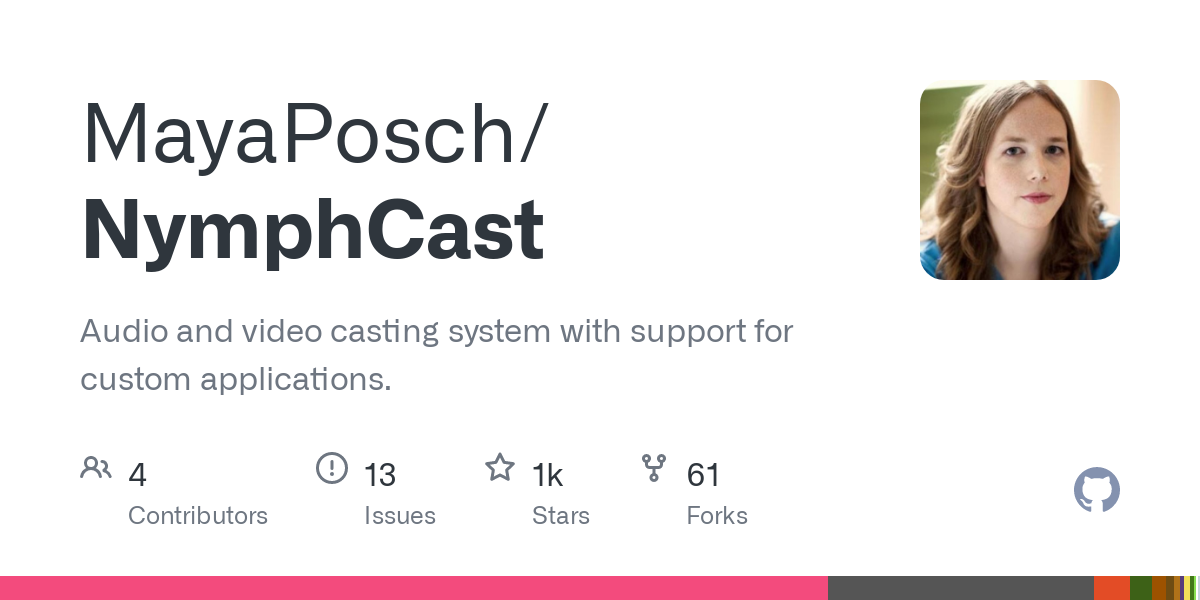 MayaPosch/
NymphCast
Audio and video casting system with support for
custom applications.
4
Contributors
13
Issues
1k
Stars
61
Forks